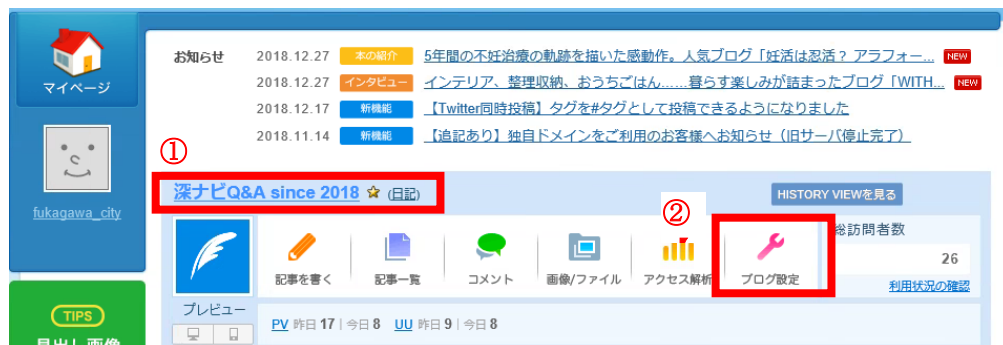 マイページ
fukagawa_city
TIPS
見出し画像
お知らせ
2018.12.27 本の紹介 5年間の不妊治療の軌跡を描いた感動作。人気ブログ「妊活は忍活？ アラフォー... NEW
2018.12.27 インタビュー インテリア、整理収納、おうちごはん……暮らす楽しみが詰まったブログ「WITH... NEW
2018.12.17 新機能 【Twitter同時投稿】タグを#タグとして投稿できるようになりました
2018.11.14 新機能 【追記あり】独自ドメインをご利用のお客様へお知らせ（旧サーバ停止完了）
①
深ナビQ&A since 2018 (日記)
HISTORY VIEWを見る
②
記事を書く 記事一覧 コメント 画像/ファイル アクセス解析 ブログ設定
総訪問者数
26
利用状況の確認
プレビュー
PV 昨日 17 | 今日 8 UU 昨日 9 | 今日 8